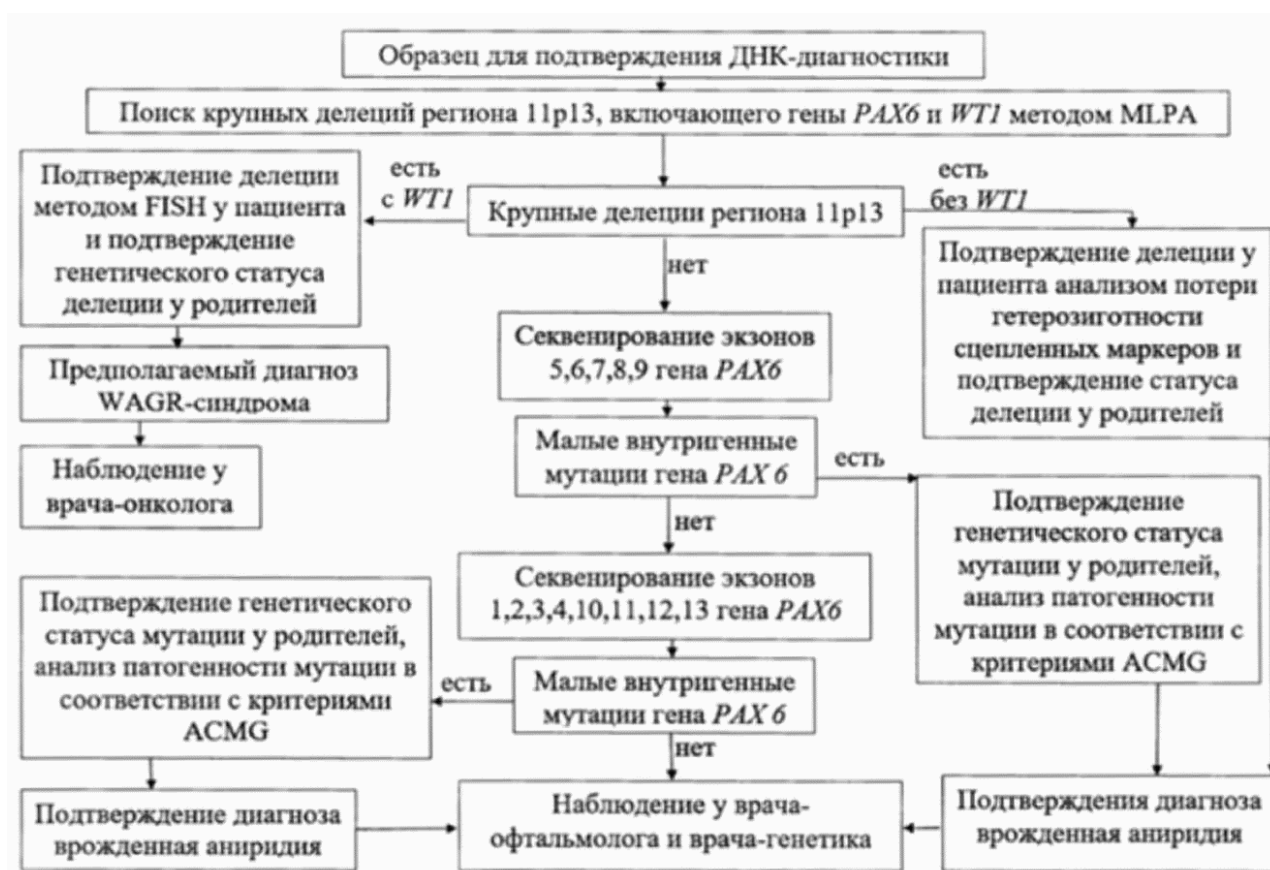 Образец для подтверждения ДНК-диагностики
Поиск крупных делеций региона 11p13, включающего гены PAX6 и WT1 методом MLPA
есть
с WT1
Крупные делеции региона 11p13
есть
без WT1
Подтверждение делеции
методом FISH у пациента
и подтверждение
генетического статуса
делеции у родителей
Предполагаемый диагноз
WAGR-синдрома
Наблюдение у
врача-онколога
Подтверждение делеции у
пациента анализом потери
гетерозиготности
сцепленных маркеров и
подтверждение статуса
делеции у родителей
нет
Секвенирование экзонов
5,6,7,8,9 гена PAX6
Малые внутригенные
мутации гена PAX 6
есть
Подтверждение
генетического статуса
мутации у родителей,
анализ патогенности
мутации в соответствии с
критериями ACMG
нет
Секвенирование экзонов
1,2,3,4,10,11,12,13 гена PAX6
Малые внутригенные
мутации гена PAX 6
есть
Подтверждение генетического
статуса мутации у родителей,
анализ патогенности мутации в
соответствии с критериями
ACMG
нет
Подтверждение диагноза
врожденная аниридия
Наблюдение у врача-
офтальмолога и врача-генетика
Подтверждения диагноза
врожденная аниридия